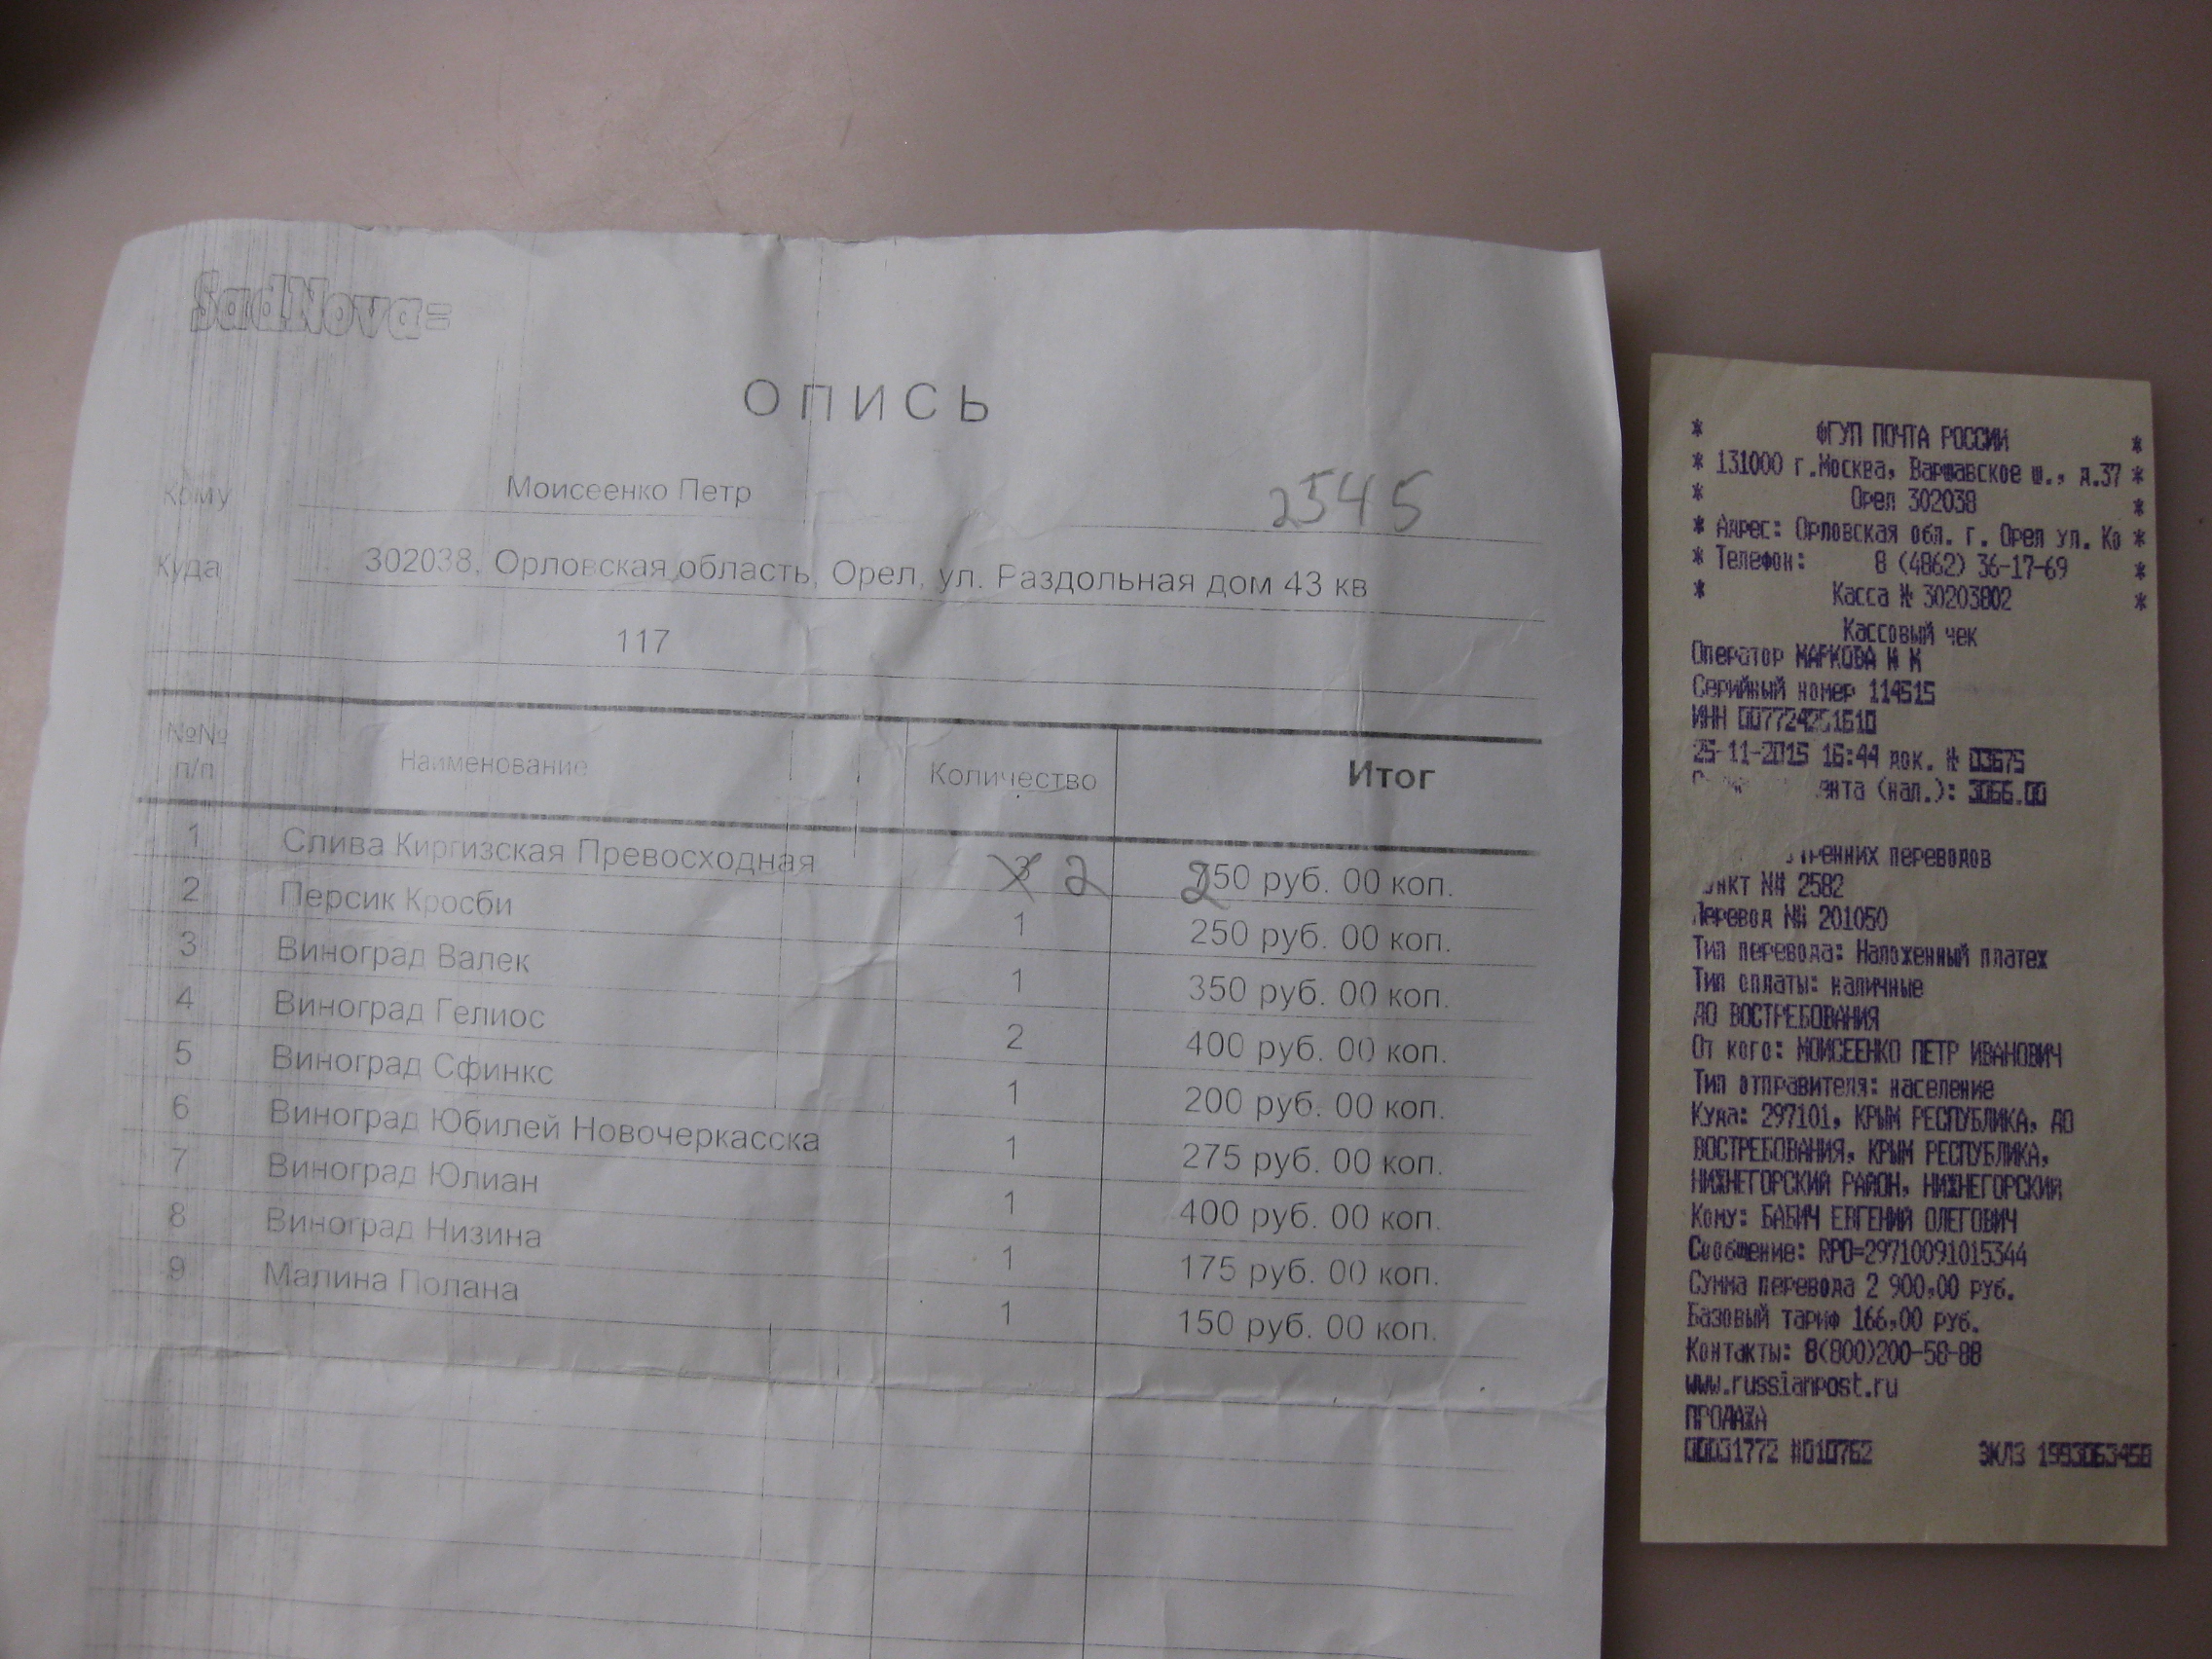 SadNova=
ОПИСЬ
Кому Моисеенко Петр 2545
Куда 302038, Орловская область, Орел, ул. Раздольная дом 43 кв
117
№№ п/п Наименование Количество Итог
1 Слива Киргизская Превосходная 3 2 250 руб. 00 коп.
2 Персик Кросби 1 250 руб. 00 коп.
3 Виноград Валек 1 350 руб. 00 коп.
4 Виноград Гелиос 2 400 руб. 00 коп.
5 Виноград Сфинкс 1 200 руб. 00 коп.
6 Виноград Юбилей Новочеркасска 1 275 руб. 00 коп.
7 Виноград Юлиан 1 400 руб. 00 коп.
8 Виноград Низина 1 175 руб. 00 коп.
9 Малина Полана 1 150 руб. 00 коп.
* ФГУП ПОЧТА РОССИИ *
* 131000 г.Москва, Варшавское ш., д.37 *
* Орел 302038 *
* Адрес: Орловская обл. г. Орел ул. Ко *
* Телефон: 8 (4862) 36-17-69 *
* Касса № 30203802 *
Кассовый чек
Оператор МАРКОВА Н К
Серийный номер 114515
ИНН 007724261610
25-11-2015 16:44 док. № 03675
(нал.): 3066.00
переводов
№ 2582
Перевод № 201050
Тип перевода: Наложенный платеж
Тип оплаты: наличные
ДО ВОСТРЕБОВАНИЯ
От кого: МОИСЕЕНКО ПЕТР ИВАНОВИЧ
Тип отправителя: население
Куда: 297101, КРЫМ РЕСПУБЛИКА, ДО
ВОСТРЕБОВАНИЯ, КРЫМ РЕСПУБЛИКА,
НИЖНЕГОРСКИЙ РАЙОН, НИЖНЕГОРСКИЙ
Кому: БАБИЧ ЕВГЕНИЙ ОЛЕГОВИЧ
Сообщение: RPO=29710091015344
Сумма перевода 2 900,00 руб.
Базовый тариф 166,00 руб.
Контакты: 8(800)200-58-88
www.russianpost.ru
ПРОДАЖА
00031772 №010762 ЭКЛЗ 1993063458